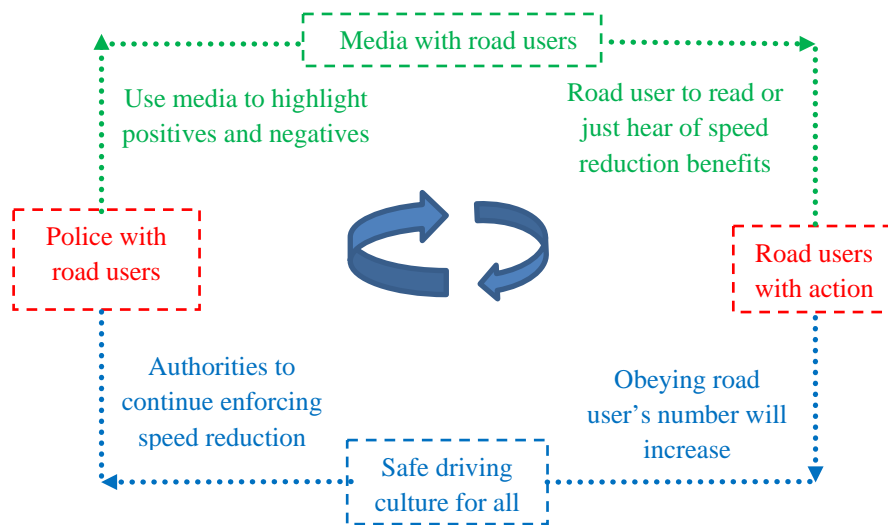 Media with road users
Use media to highlight
positives and negatives
Road user to read or
just hear of speed
reduction benefits
Police with
road users
Road users
with action
Authorities to
continue enforcing
speed reduction
Obeying road
user’s number will
increase
Safe driving
culture for all